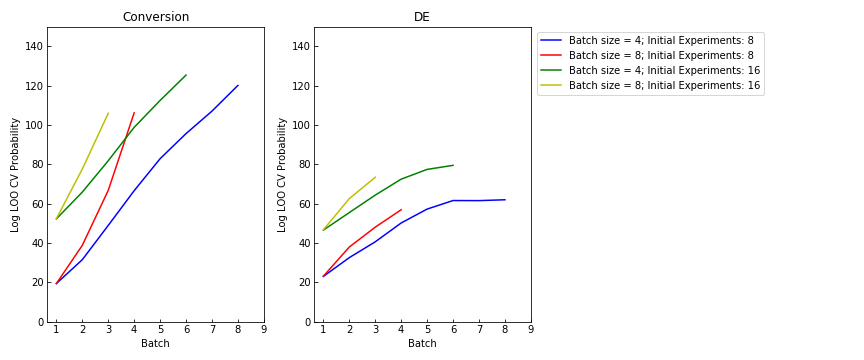 Conversion
DE
Batch size = 4; Initial Experiments: 8
Batch size = 8; Initial Experiments: 8
Batch size = 4; Initial Experiments: 16
Batch size = 8; Initial Experiments: 16
Log LOO CV Probability
140
120
100
80
60
40
20
0
1 2 3 4 5 6 7 8 9
Batch
Log LOO CV Probability
140
120
100
80
60
40
20
0
1 2 3 4 5 6 7 8 9
Batch